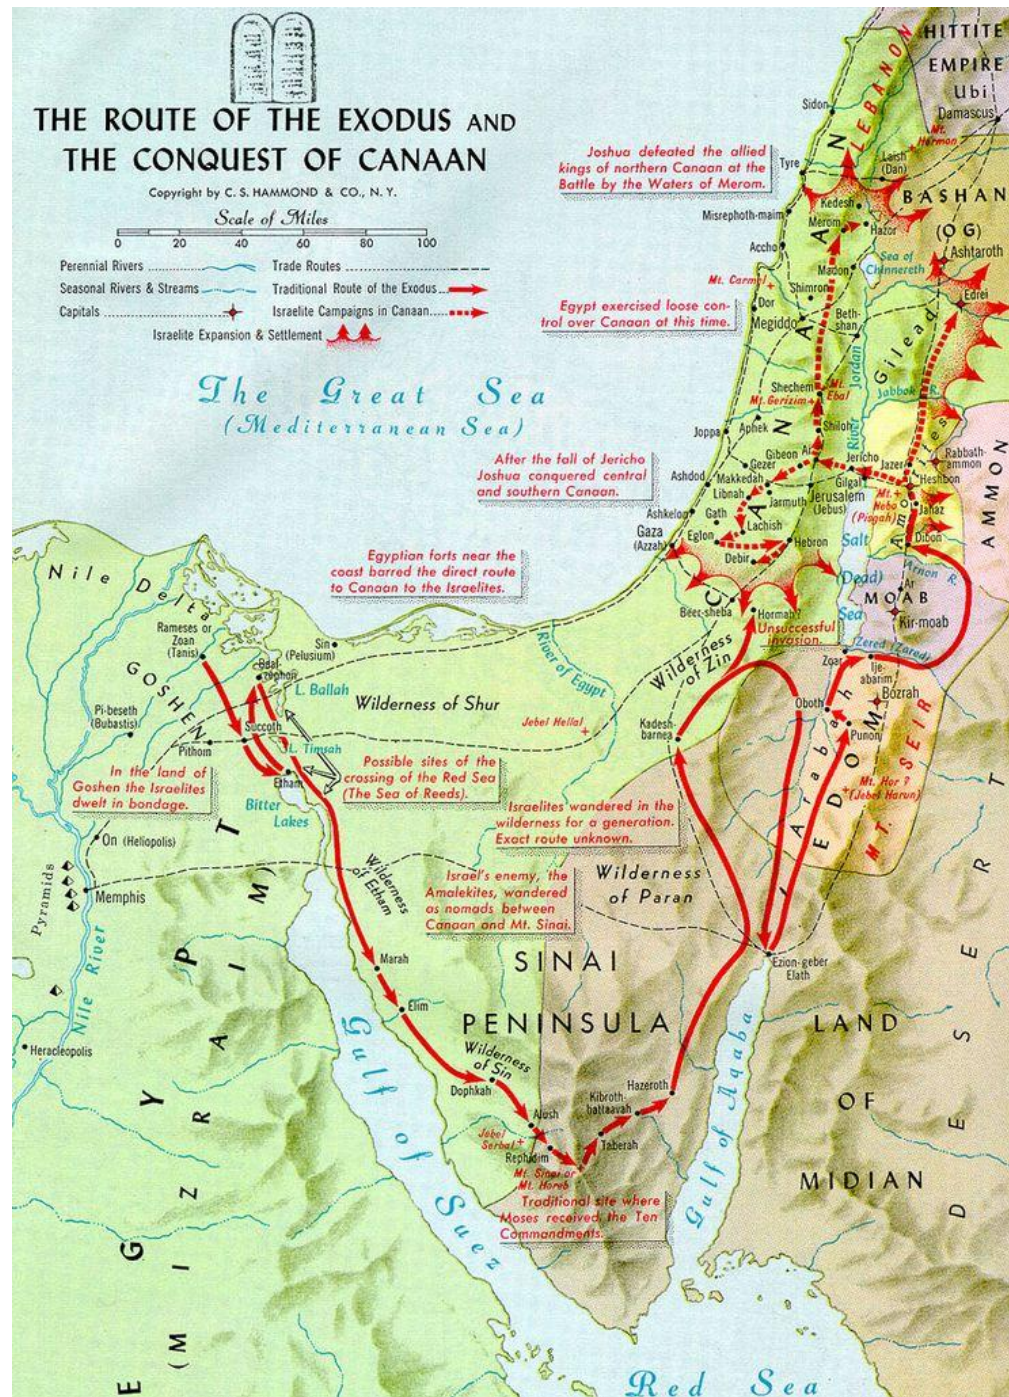 THE ROUTE OF THE EXODUS AND
THE CONQUEST OF CANAAN
Copyright by C. S. HAMMOND & CO., N. Y.
Scale of Miles
0 20 40 60 80 100
Perennial Rivers
Trade Routes
Seasonal Rivers & Streams
Traditional Route of the Exodus
Capitals
Israelite Campaigns in Canaan
Israelite Expansion & Settlement
The Great Sea
(Mediterranean Sea)
HITTITE
EMPIRE
Ubi
Damascus
LEBANON
Mt.
Hermon
Sidon
Tyre
Laish
(Dan)
BASHAN
(OG)
Ashtaroth
Edrei
Joshua defeated the allied
kings of northern Canaan at the
Battle by the Waters of Merom.
Misrephoth-maim
Kedesh
Merom
Hazor
Accho
Sea of
Chinnereth
Madon
Mt. Carmel
Shimron
Dor
Megiddo
Beth-
shan
Egypt exercised loose con-
trol over Canaan at this time.
CANAAN
Gilead
Jordan
River
Jabbok R.
Shechem
Mt.
Ebal
Mt. Gerizim
Joppa
Aphek
Shiloh
Ai
Gibeon
Jericho
Jazer
Rabbath-
ammon
Gezer
Gilgal
Heshbon
After the fall of Jericho
Joshua conquered central
and southern Canaan.
Ashdod
Makkedah
Libnah
Jarmuth
Jerusalem
(Jebus)
Mt.
Nebo
(Pisgah)
Jahaz
Amorites
AMMON
Ashkelon
Gath
Lachish
Gaza
(Azzah)
Eglon
Hebron
Debir
Dibon
Salt
(Dead)
Sea
Arnon R.
Ar
MOAB
Kir-moab
Beer-sheba
Hormah?
Unsuccessful
invasion.
Zered (Zared)
Zoar
Ije-
abarim
Bozrah
Oboth
Punon
Arabah
EDOM
MT. SEIR
Mt. Hor ?
(Jebel Harun)
Wilderness
of Zin
Kadesh-
barnea
River of Egypt
Jebel Hellal
Egyptian forts near the
coast barred the direct route
to Canaan to the Israelites.
Nile Delta
Rameses or
Zoan
(Tanis)
Sin
(Pelusium)
Baal-
zephon
L. Ballah
Wilderness of Shur
GOSHEN
Pi-beseth
(Bubastis)
Succoth
Pithom
L. Timsah
Etham
Bitter
Lakes
In the land of
Goshen the Israelites
dwelt in bondage.
Possible sites of the
crossing of the Red Sea
(The Sea of Reeds).
Israelites wandered in the
wilderness for a generation.
Exact route unknown.
On (Heliopolis)
Pyramids
Memphis
Nile River
Heracleopolis
Wilderness
of Etham
Israel's enemy, the
Amalekites, wandered
as nomads between
Canaan and Mt. Sinai.
Wilderness
of Paran
Marah
Elim
SINAI
PENINSULA
Wilderness
of Sin
Dophkah
Alush
Jebel
Serbal
Rephidim
Mt. Sinai or
Mt. Horeb
Kibroth-
hattaavah
Taberah
Hazeroth
Traditional site where
Moses received the Ten
Commandments.
Ezion-geber
Elath
Gulf of Aqaba
Gulf of Suez
LAND
OF
MIDIAN
DESERT
EGYPT
(MIZRAIM)
Red Sea